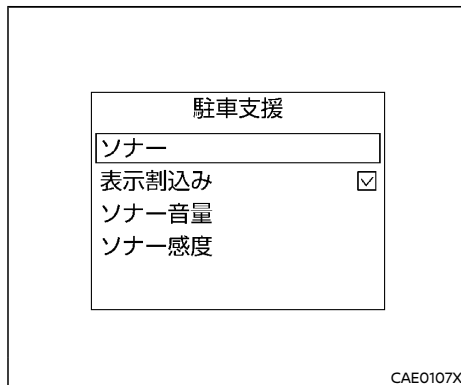 駐車支援
ソナー
表示割込み
ソナー音量
ソナー感度
CAE0107X